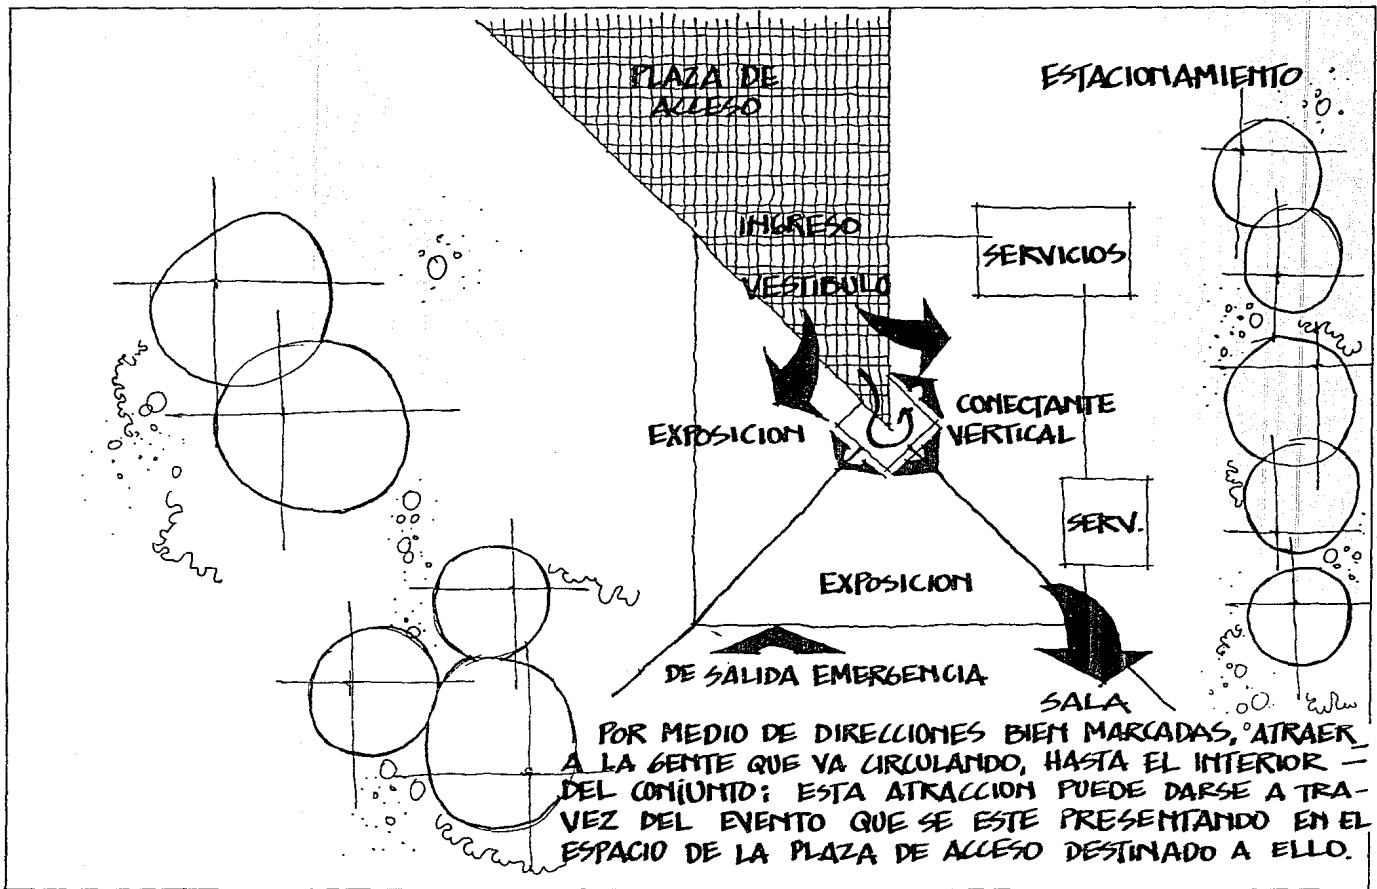 PLAZA DE
ACCESO
ESTACIONAMIENTO
INGRESO
SERVICIOS
VESTIBULO
CONECTANTE
VERTICAL
EXPOSICION
SERV.
EXPOSICION
DE SALIDA EMERGENCIA
SALA
POR MEDIO DE DIRECCIONES BIEN MARCADAS, ATRAER
A LA GENTE QUE VA CIRCULANDO, HASTA EL INTERIOR -
DEL CONJUNTO: ESTA ATRACCION PUEDE DARSE A TRA-
VEZ DEL EVENTO QUE SE ESTE PRESENTANDO EN EL
ESPACIO DE LA PLAZA DE ACCESO DESTINADO A ELLO.